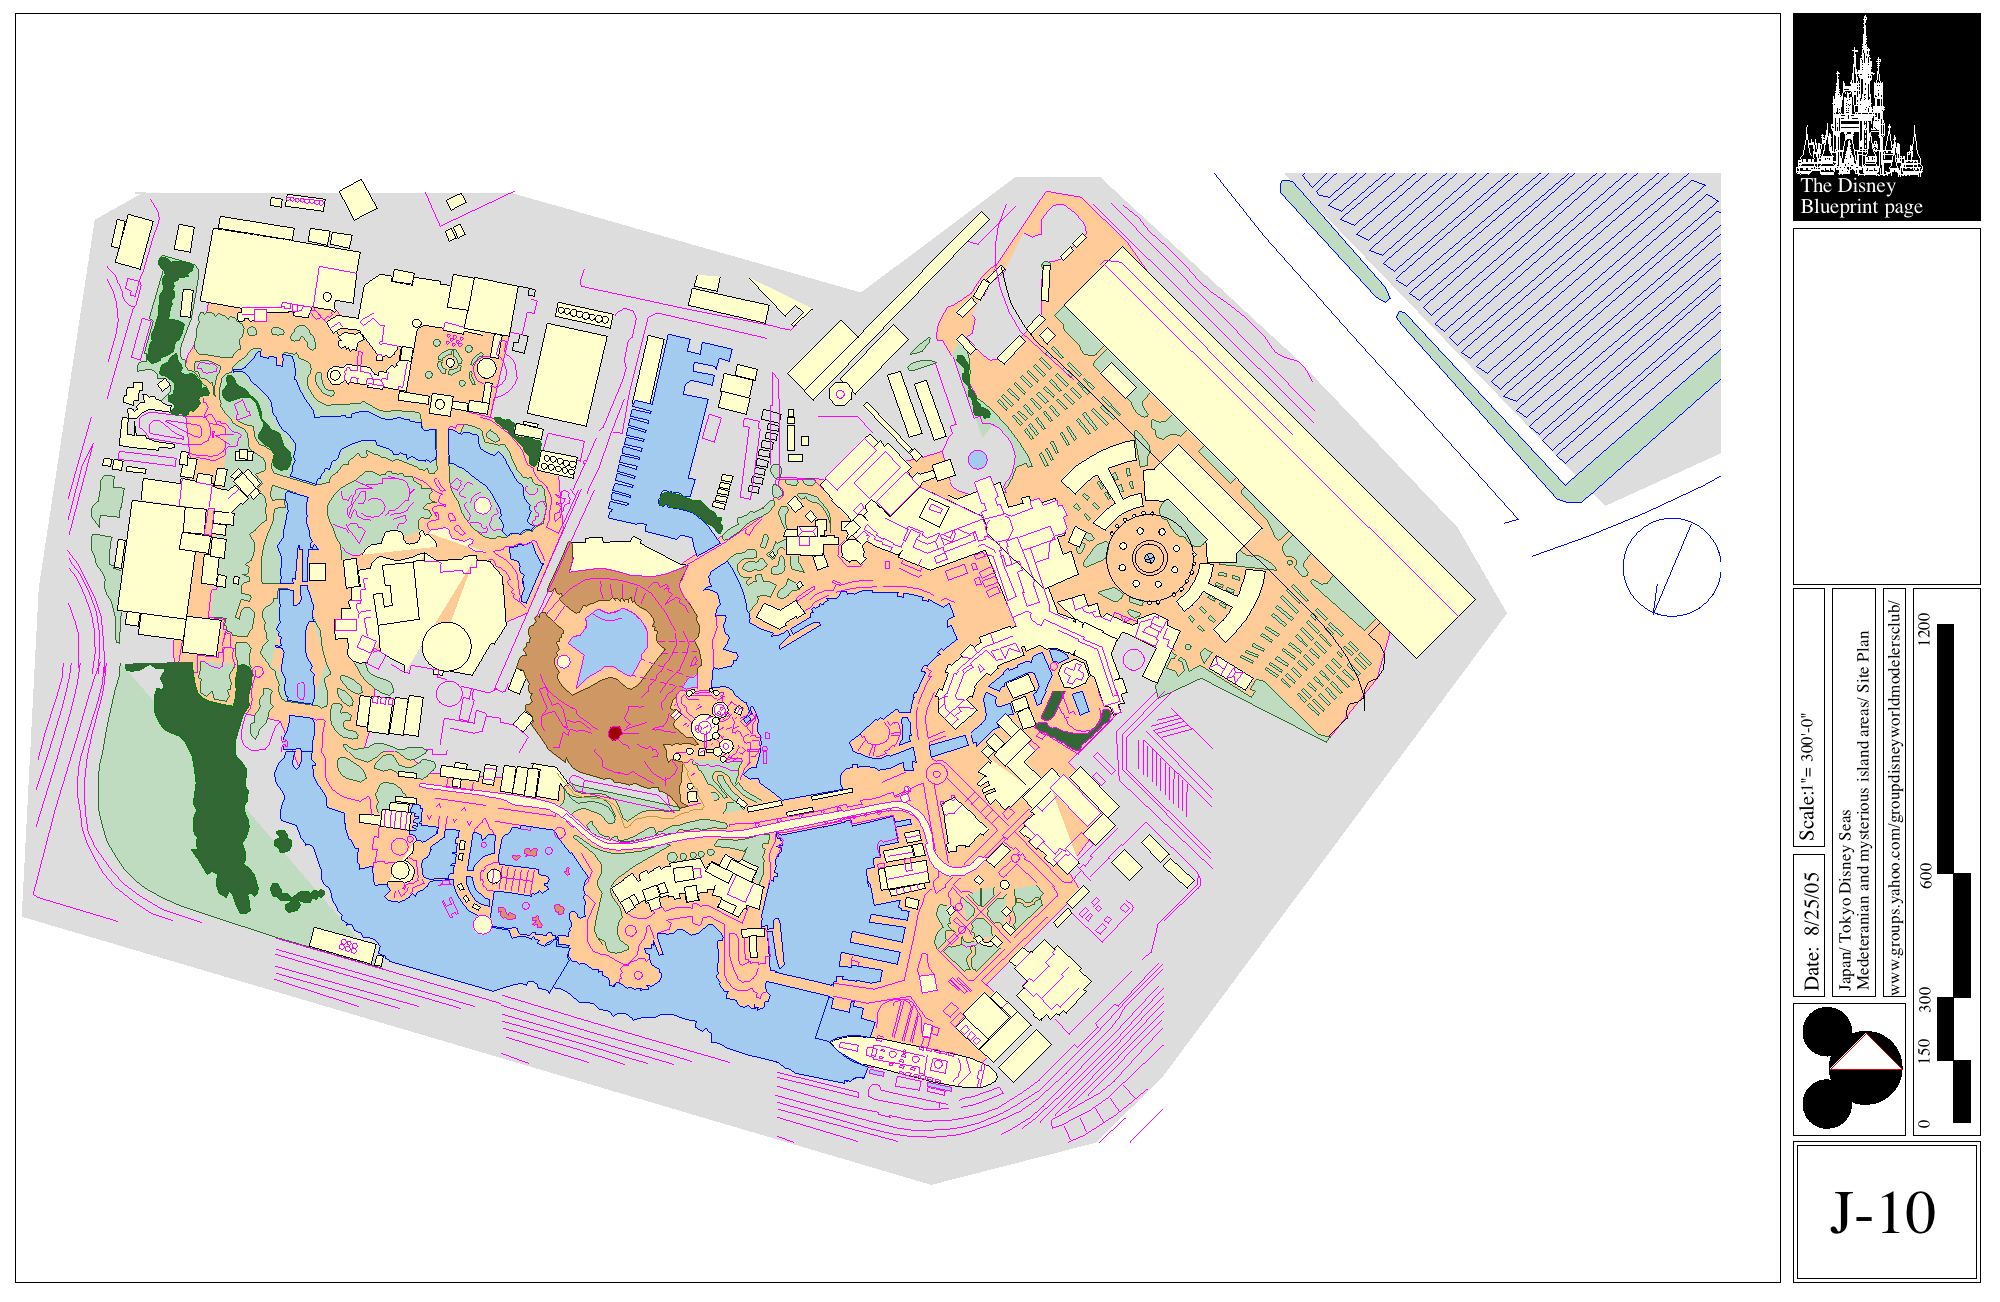 The Disney
Blueprint page
Scale:1"= 300'-0"
Date: 8/25/05
Japan/ Tokyo Disney Seas
Medeteranian and mysterious island areas/ Site Plan
www.groups.yahoo.com/groupdisneyworldmodelersclub/
1200
600
300
150
0
J-10